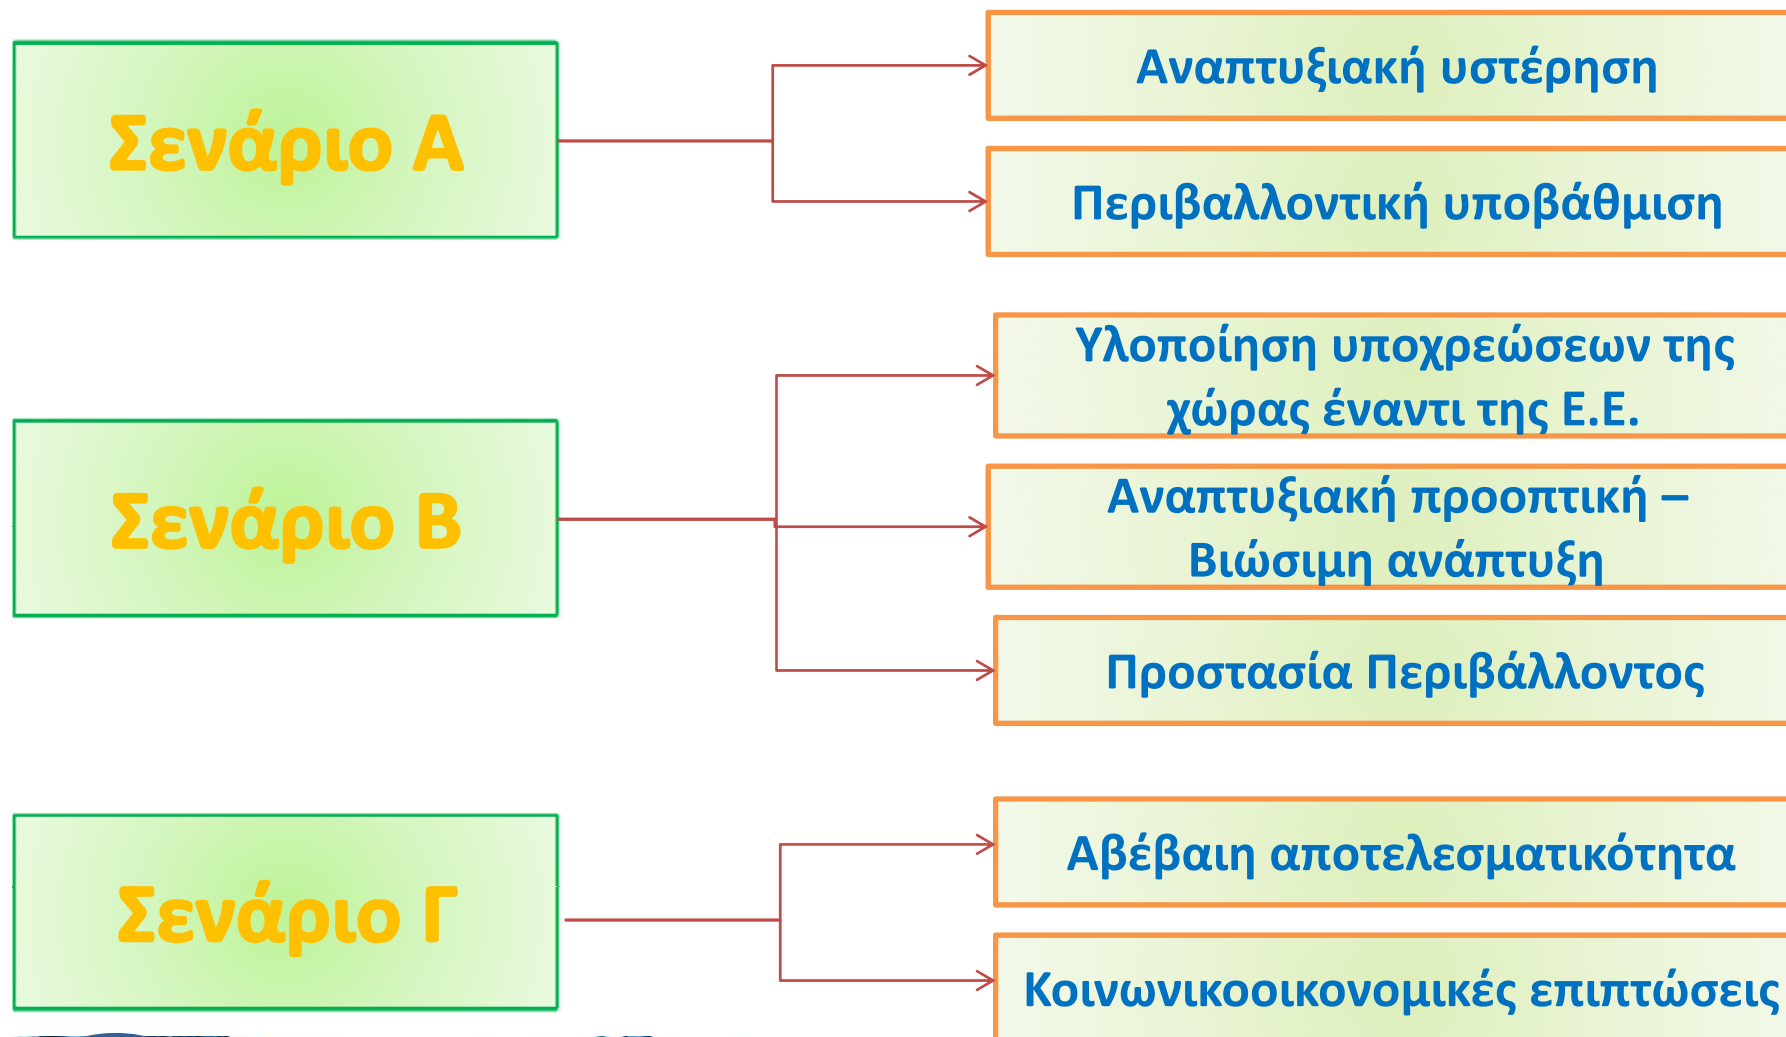 Σενάριο Α
Αναπτυξιακή υστέρηση
Περιβαλλοντική υποβάθμιση
Σενάριο Β
Υλοποίηση υποχρεώσεων της
χώρας έναντι της Ε.Ε.
Αναπτυξιακή προοπτική –
Βιώσιμη ανάπτυξη
Προστασία Περιβάλλοντος
Σενάριο Γ
Αβέβαιη αποτελεσματικότητα
Κοινωνικοοικονομικές επιπτώσεις